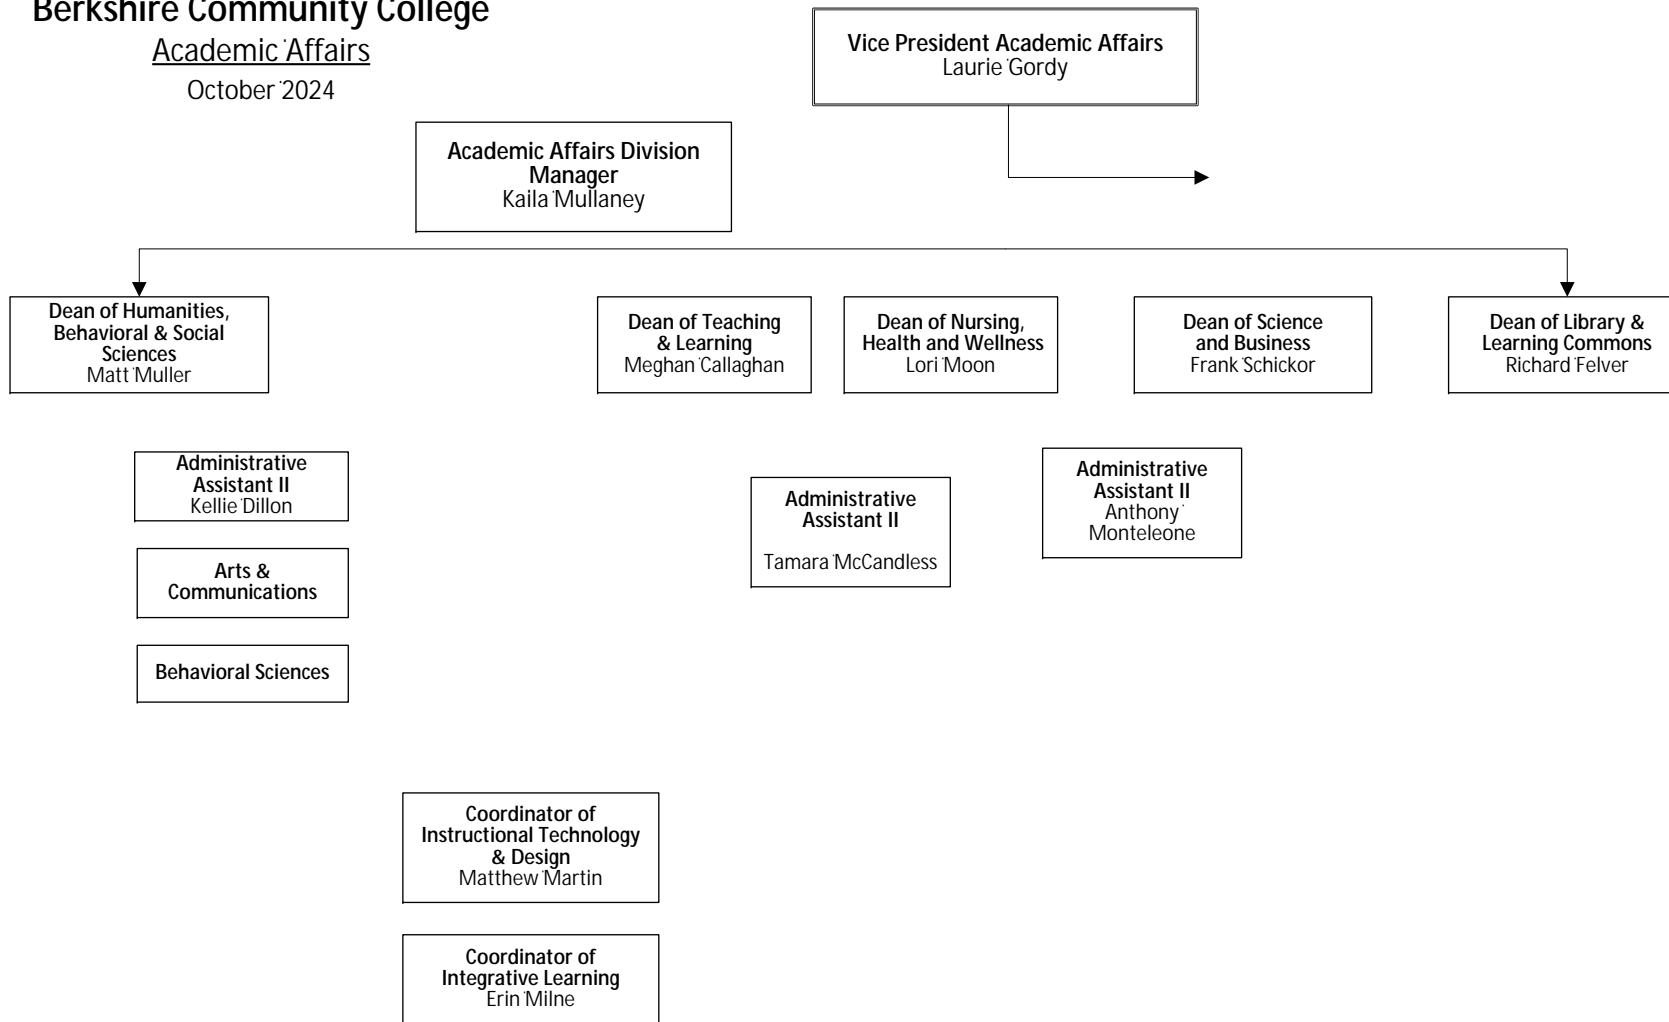 Berkshire Community College
Academic Affairs
October 2024
Vice President Academic Affairs
Laurie Gordy
Academic Affairs Division
Manager
Kaila Mullaney
Dean of Humanities,
Behavioral & Social
Sciences
Matt Muller
Dean of Teaching
& Learning
Meghan Callaghan
Dean of Nursing,
Health and Wellness
Lori Moon
Dean of Science
and Business
Frank Schickor
Dean of Library &
Learning Commons
Richard Felver
Administrative
Assistant II
Kellie Dillon
Administrative
Assistant II
Tamara McCandless
Administrative
Assistant II
Anthony
Monteleone
Arts &
Communications
Behavioral Sciences
Coordinator of
Instructional Technology
& Design
Matthew Martin
Coordinator of
Integrative Learning
Erin Milne